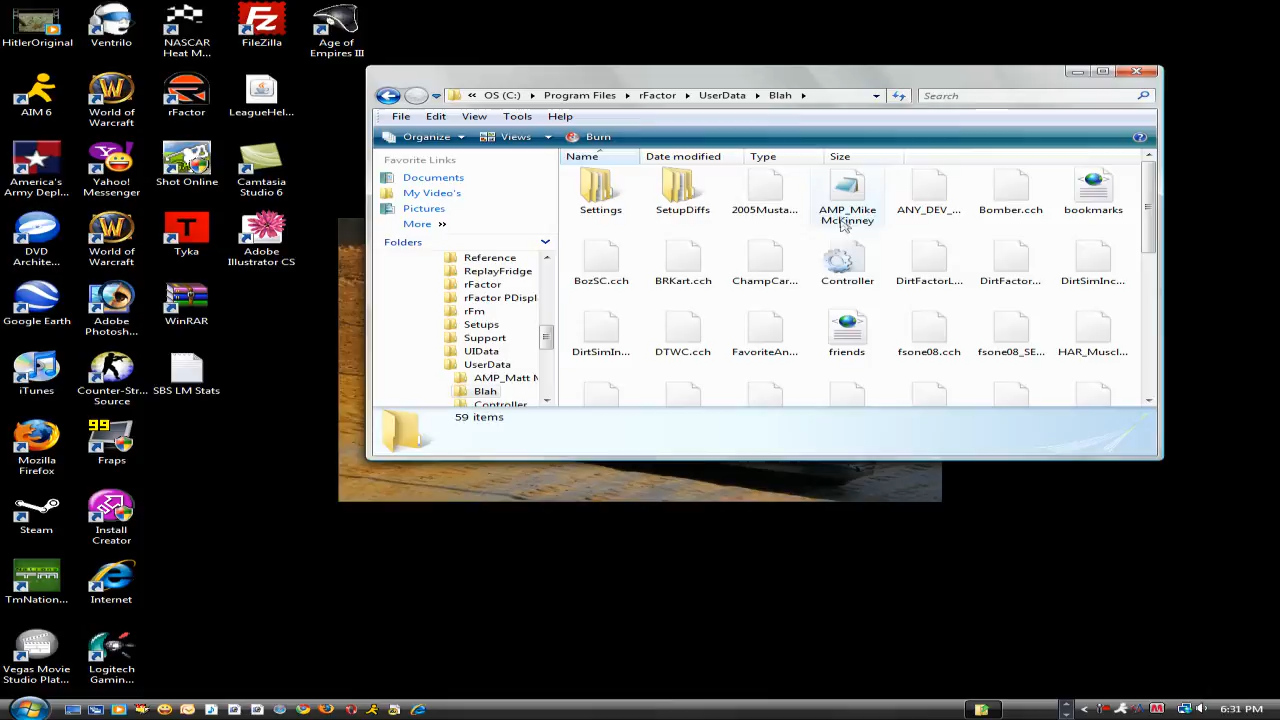 HitlerOriginal
Ventrilo
NASCAR
Heat M...
FileZilla
Age of
Empires III
AIM 6
World of
Warcraft
rFactor
LeagueHel...
America's
Army Depl...
Yahoo!
Messenger
Shot Online
Camtasia
Studio 6
DVD
Archite...
World of
Warcraft
Tyka
Adobe
Illustrator CS
Google Earth
Adobe
Photosh...
WinRAR
iTunes
Counter-Str...
Source
SBS LM Stats
Mozilla
Firefox
99
Fraps
Steam
Install
Creator
TmNation...
Internet
Vegas Movie
Studio Plat...
Logitech
Gamin...
« OS (C:) Program Files rFactor UserData Blah
Search
File Edit View Tools Help
Organize Views Burn
Favorite Links
Documents
My Video's
Pictures
More »
Folders
Reference
ReplayFridge
rFactor
rFactor PDispl
rFm
Setups
Support
UIData
UserData
AMP_Matt M
Blah
Controller
Name Date modified Type Size
Settings
SetupDiffs
2005Musta...
AMP_Mike
McKinney
ANY_DEV_...
Bomber.cch
bookmarks
BozSC.cch
BRKart.cch
ChampCar...
Controller
DirtFactorL...
DirtFactor...
DirtSimInc...
DirtSimIn...
DTWC.cch
FavoriteAn...
friends
fsone08.cch
fsone08_SE...
HAR_Muscl...
59 items
6:31 PM